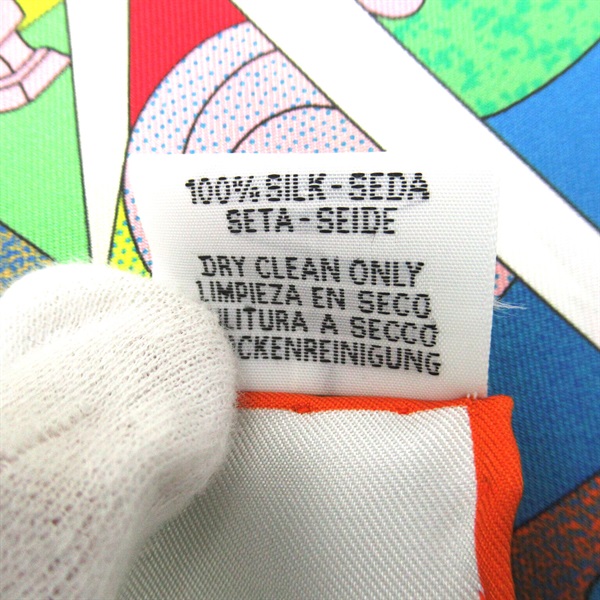 100% SILK - SEDA
SETA - SEIDE
DRY CLEAN ONLY
LIMPIEZA EN SECO
A SECCO